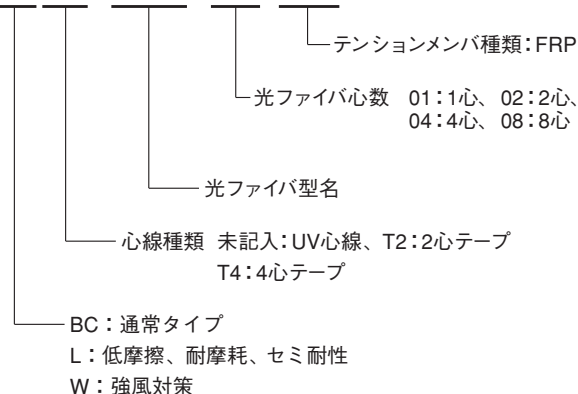 テンションメンバ種類：FRP
光ファイバ心数 01：1心、02：2心、
04：4心、08：8心
光ファイバ型名
心線種類 未記入：UV心線、T2：2心テープ
T4：4心テープ
BC：通常タイプ
L：低摩擦、耐摩耗、セミ耐性
W：強風対策